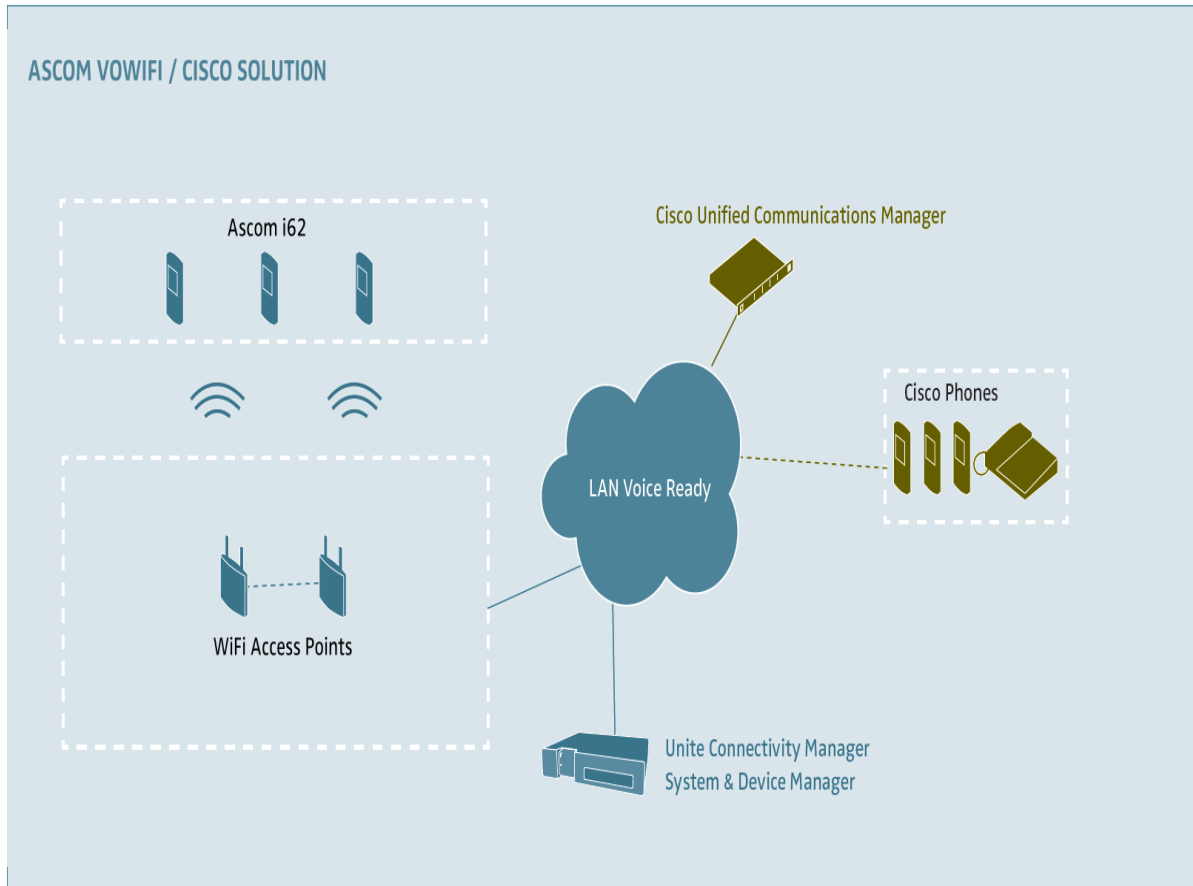 ASCOM VOWIFI / CISCO SOLUTION
Ascom i62
Cisco Unified Communications Manager
Cisco Phones
LAN Voice Ready
WiFi Access Points
Unite Connectivity Manager
System & Device Manager